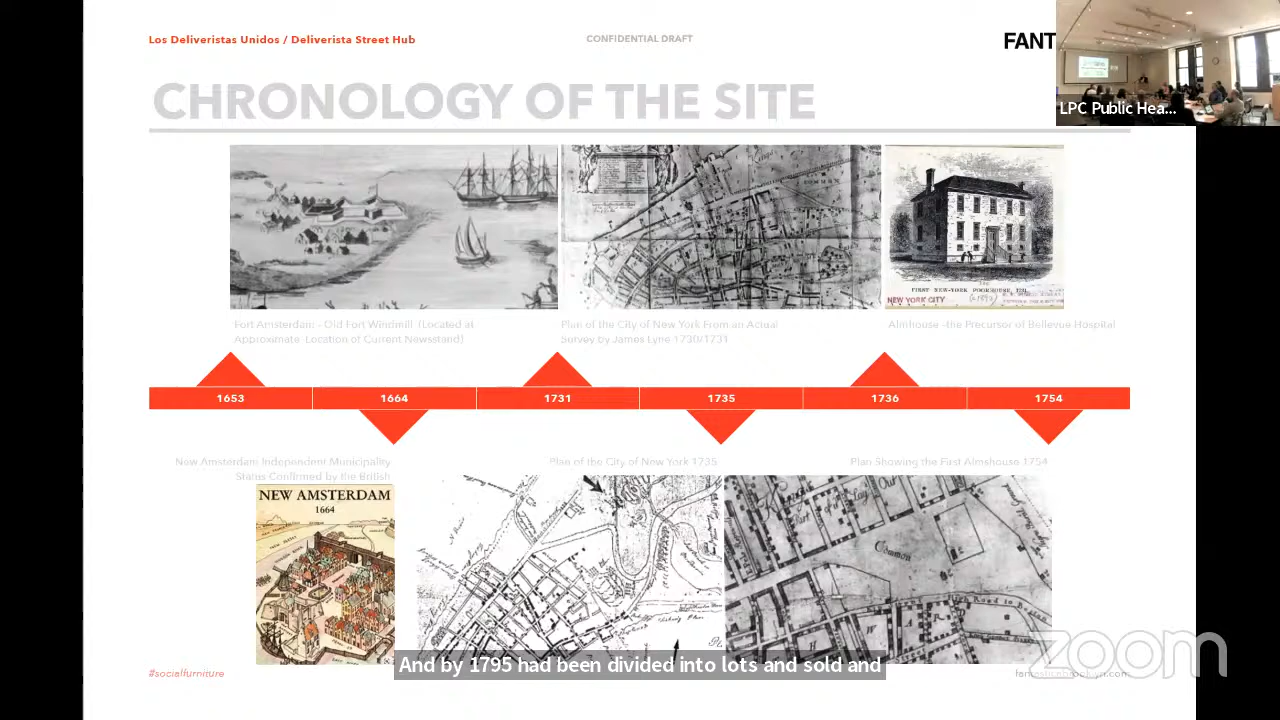 Los Deliveristas Unidos / Deliverista Street Hub
CONFIDENTIAL DRAFT
FANT
LPC Public Hea...
CHRONOLOGY OF THE SITE
FIRST NEW-YORK POORHOUSE
NEW YORK CITY
Fort Amsterdam - Old Fort Windmill (Located at
Approximate Location of Current Newsstand)
Plan of the City of New York From an Actual
Survey by James Lyne 1730/1731
Almhouse -the Precursor of Bellevue Hospital
1653
1664
1731
1735
1736
1754
New Amsterdam Independent Municipality
Status Confirmed by the British
Plan of the City of New York 1735
Plan Showing the First Almshouse 1754
NEW AMSTERDAM
1664
Common
And by 1795 had been divided into lots and sold and
zoom
#socialfurniture
fantasticabrooklyn.com